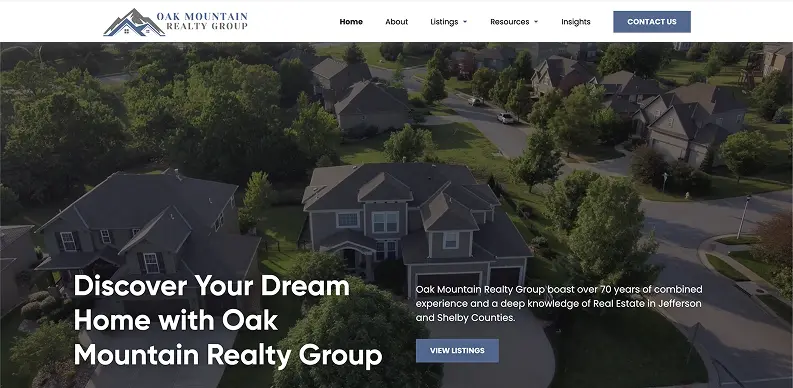 OAK MOUNTAIN
REALTY GROUP
Home
About
Listings
Resources
Insights
CONTACT US
Discover Your Dream
Home with Oak
Mountain Realty Group
Oak Mountain Realty Group boast over 70 years of combined
experience and a deep knowledge of Real Estate in Jefferson
and Shelby Counties.
VIEW LISTINGS